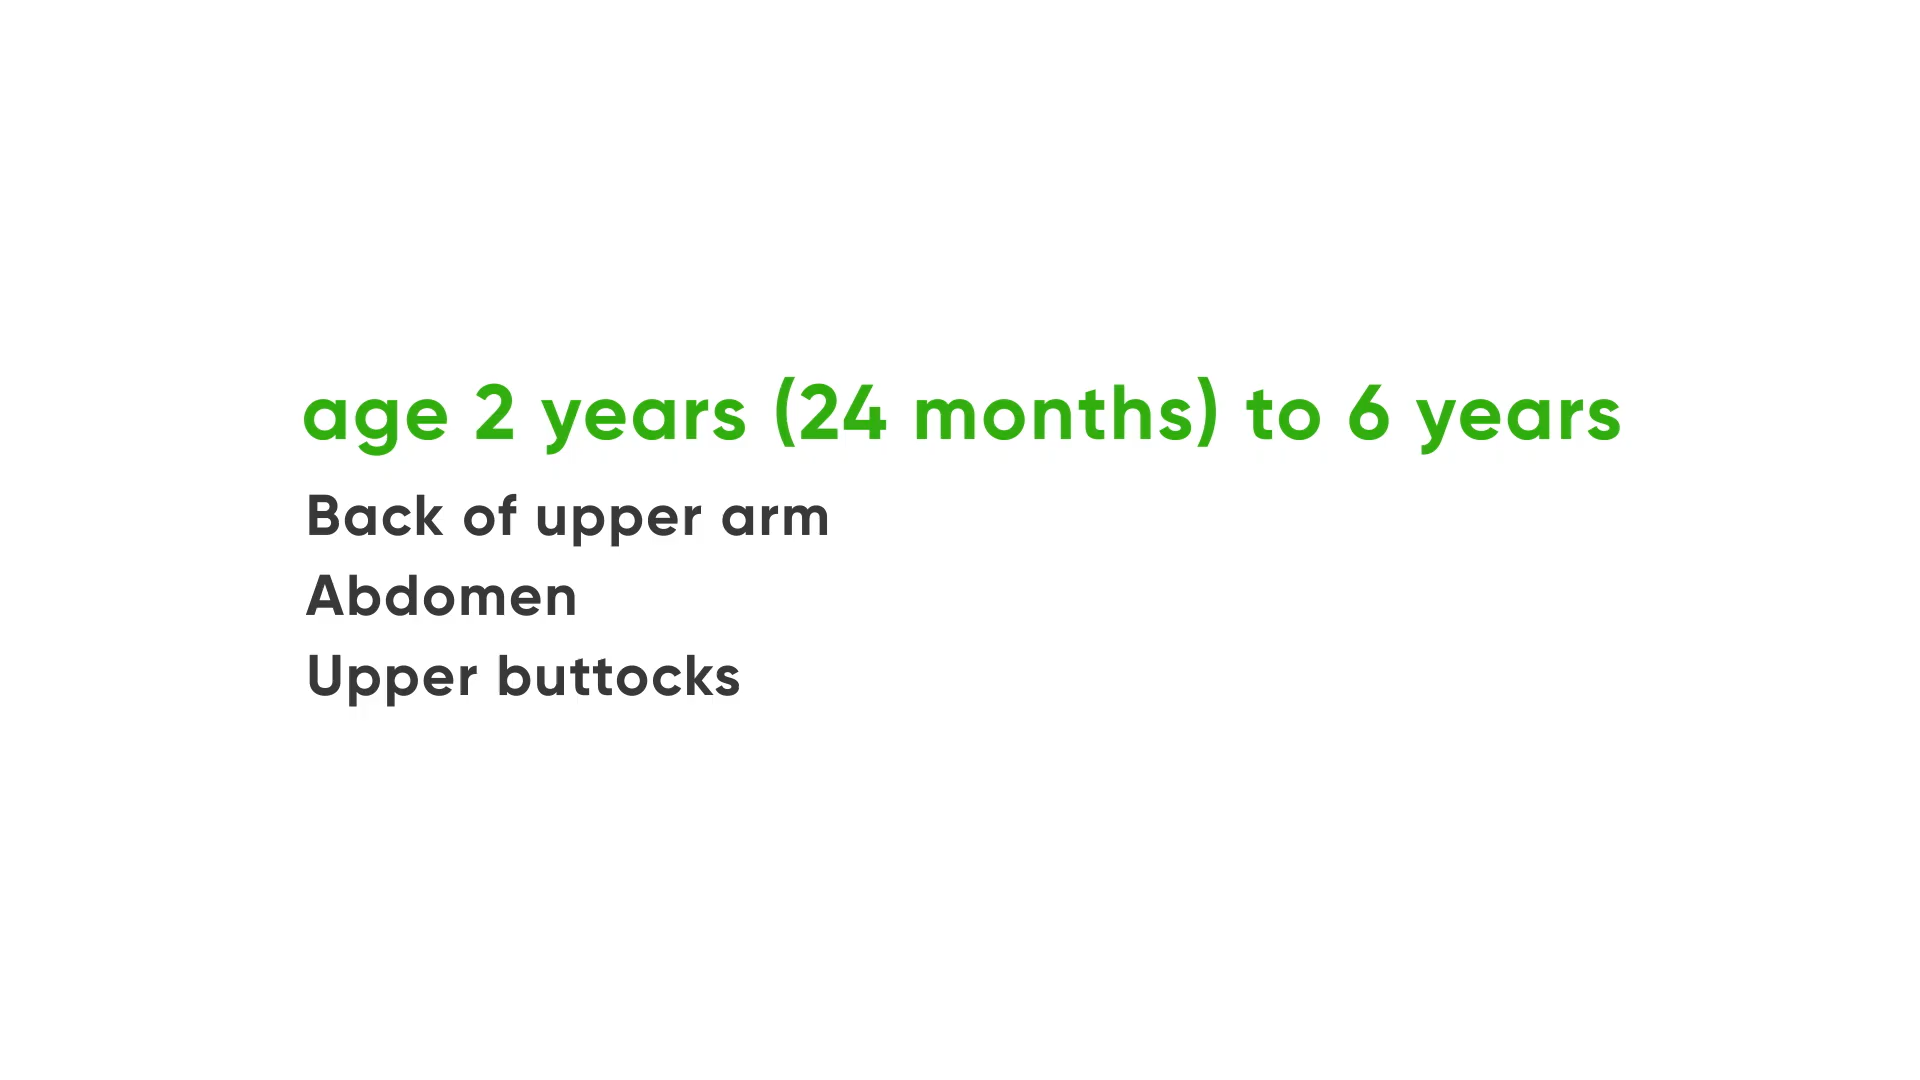 age 2 years (24 months) to 6 years
Back of upper arm
Abdomen
Upper buttocks